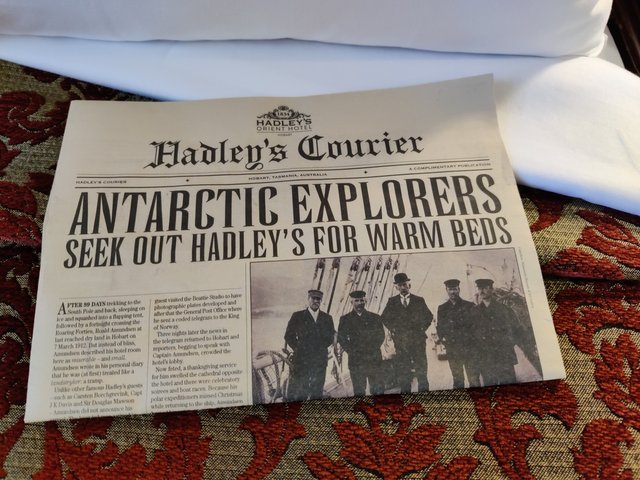 1834
HADLEY'S
ORIENT HOTEL
HOBART
Hadley's Courier
HADLEY'S COURIER
HOBART, TASMANIA, AUSTRALIA
A COMPLIMENTARY PUBLICATION
ANTARCTIC EXPLORERS
SEEK OUT HADLEY'S FOR WARM BEDS
AFTER 99 DAYS trekking to the
South Pole and back, sleeping on
ice and squashed into a flapping tent,
followed by a fortnight crossing the
Roaring Forties, Roald Amundsen at
last reached dry land in Hobart on
7 March 1912. But instead of bliss,
Amundsen described his hotel room
here as miserable – and small.
Amundsen wrote in his personal diary
that he was (at first) treated like a
a tramp.
Unlike other famous Hadley's guests
– such as Carsten Borchgrevink, Capt
J K Davis and Sir Douglas Mawson
Amundsen did not announce his
guest visited the Beattie Studio to have
photographic plates developed and
after that the General Post Office where
he sent a coded telegram to the King
of Norway.
Three nights later the news in
the telegram returned to Hobart and
reporters, begging to speak with
Captain Amundsen, crowded the
hotel's lobby.
Now feted, a thanksgiving service
for him swelled the cathedral opposite
the hotel and there were celebratory
soirees and boat races. Because his
polar expeditioners missed Christmas
while returning to the ship, Amundsen